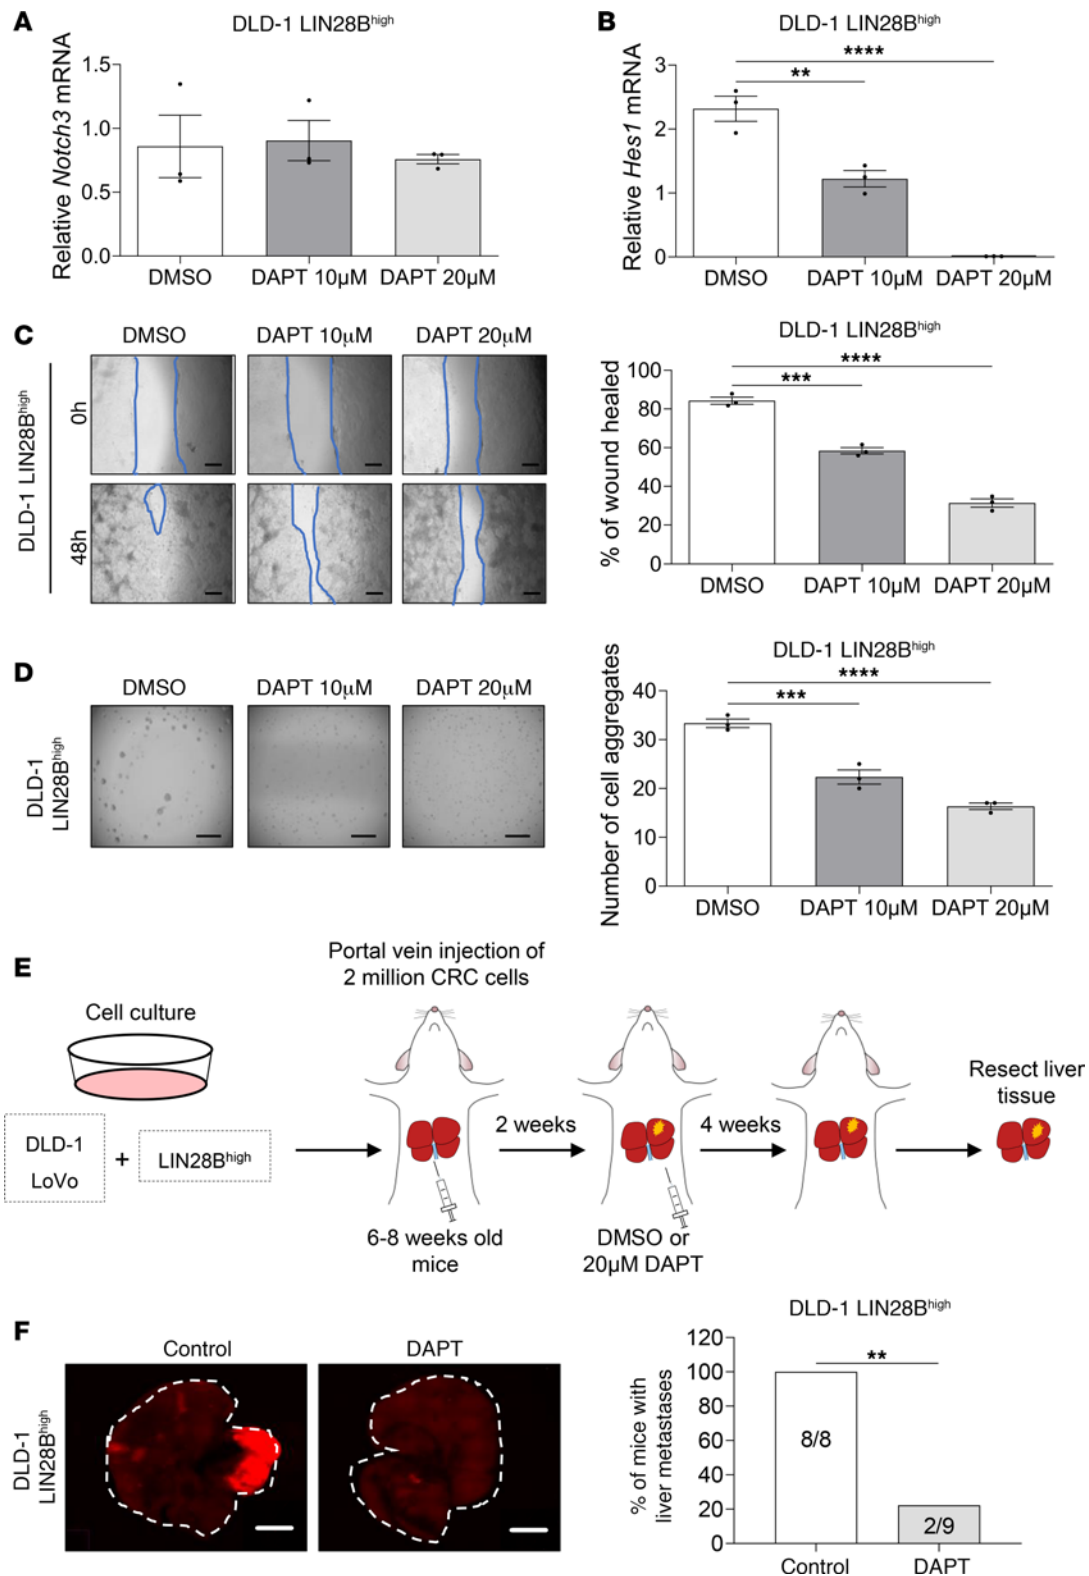 A
DLD-1 LIN28Bhigh
Relative Notch3 mRNA
1.5
1.0
0.5
0.0
DMSO
DAPT 10µM
DAPT 20µM
B
DLD-1 LIN28Bhigh
****
**
Relative Hes1 mRNA
3
2
1
0
DMSO
DAPT 10µM
DAPT 20µM
C
DMSO
DAPT 10µM
DAPT 20µM
DLD-1 LIN28Bhigh
0h
48h
DLD-1 LIN28Bhigh
****
***
% of wound healed
100
80
60
40
20
0
DMSO
DAPT 10µM
DAPT 20µM
D
DMSO
DAPT 10µM
DAPT 20µM
DLD-1
LIN28Bhigh
DLD-1 LIN28Bhigh
****
***
Number of cell aggregates
40
30
20
10
0
DMSO
DAPT 10µM
DAPT 20µM
E
Portal vein injection of
2 million CRC cells
Cell culture
DLD-1
LoVo
+
LIN28Bhigh
6-8 weeks old
mice
2 weeks
DMSO or
20µM DAPT
4 weeks
Resect liver
tissue
F
Control
DAPT
DLD-1
LIN28Bhigh
DLD-1 LIN28Bhigh
**
% of mice with
liver metastases
120
100
80
60
40
20
0
8/8
2/9
Control
DAPT